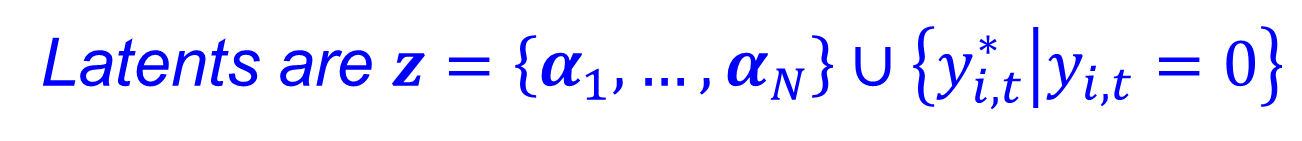 Latents are 𝒛 = {𝜶₁, … , 𝜶_N} ∪ {y*_{i,t}|y_{i,t} = 0}